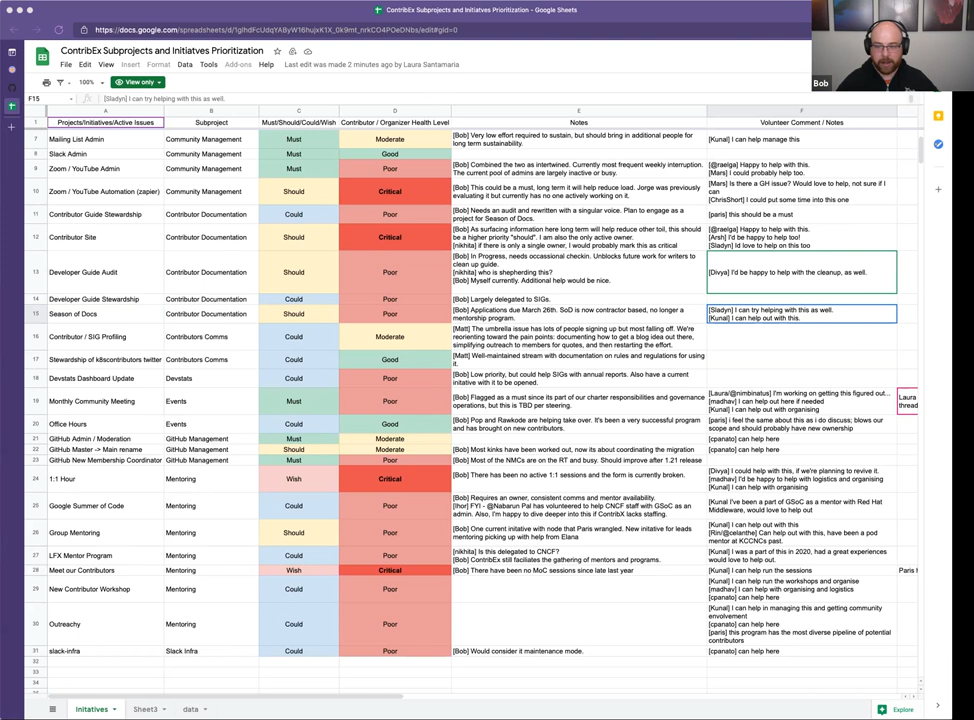 ContribEx Subprojects and Initiatves Prioritization - Google Sheets
ContribEx Subprojects and Initiatves Prioritization
File Edit View Insert Format Data Tools Add-ons Help Last edit was made 2 minutes ago by Laura Santamaria
100% View only
Bob
F15 fx [Sladyn] I can try helping with this as well.
A B C D E F
1 Projects/Initiatives/Active Issues Subproject Must/Should/Could/Wish Contributor / Organizer Health Level Notes Volunteer Comment / Notes
7 Mailing List Admin Community Management Must Moderate [Bob] Very low effort required to sustain, but should bring in additional people for
long term sustainability. [Kunal] I can help manage this
8 Slack Admin Community Management Must Good
9 Zoom / YouTube Admin Community Management Must Poor [Bob] Combined the two as intertwined. Currently most frequent weekly interruption.
The current pool of admins are largely inactive or busy. [@raelga] Happy to help with this.
[Mars] I could probably help too.
10 Zoom / YouTube Automation (zapier) Community Management Should Critical [Bob] This could be a must, long term it will help reduce load. Jorge was previously
evaluating it but currently has no one actively working on it. [Mars] Is there a GH issue? Would love to help, not sure if I
can
[ChrisShort] I could put some time into this one
11 Contributor Guide Stewardship Contributor Documentation Could Poor [Bob] Needs an audit and rewritten with a singular voice. Plan to engage as a
project for Season of Docs. [paris] this should be a must
12 Contributor Site Contributor Documentation Should Critical [Bob] As surfacing information here long term will help reduce other toil, this should
be a higher priority "should". I am also the only active owner.
[nikhita] if there is only a single owner, I would probably mark this as critical [@raelga] Happy to help with this.
[Arsh] I'd be happy to help too!
[Sladyn] Id love to help on this too
13 Developer Guide Audit Contributor Documentation Should Poor [Bob] In Progress, needs occassional checkin. Unblocks future work for writers to
clean up guide.
[nikhita] who is shepherding this?
[Bob] Myself currently. Additional help would be nice. [Divya] I'd be happy to help with the cleanup, as well.
14 Developer Guide Stewardship Contributor Documentation Could Poor [Bob] Largely delegated to SIGs.
15 Season of Docs Contributor Documentation Should Poor [Bob] Applications due March 26th. SoD is now contractor based, no longer a
mentorship program. [Sladyn] I can try helping with this as well.
[Kunal] I can help out with this.
16 Contributor / SIG Profiling Contributors Comms Could Moderate [Matt] The umbrella issue has lots of people signing up but most falling off. We're
reorienting toward the pain points: documenting how to get a blog idea out there,
simplifying outreach to members for quotes, and then restarting the effort.
17 Stewardship of k8scontributors twitter Contributors Comms Could Good [Matt] Well-maintained stream with documentation on rules and regulations for using
it.
18 Devstats Dashboard Update Devstats Could Poor [Bob] Low priority, but could help SIGs with annual reports. Also have a current
initative with it to be opened.
19 Monthly Community Meeting Events Must Poor [Bob] Flagged as a must since its part of our charter responsibilities and governance
operations, but this is TBD per steering. [Laura/@nimbinatus] I'm working on getting this figured out...
[madhav] I can help out here if needed
[Kunal] I can help with organising Laura
thread
20 Office Hours Events Could Good [Bob] Pop and Rawkode are helping take over. It's been a very successful program
and has brought on new contributors. [paris] i feel the same about this as i do discuss; blows our
scope and should probably have new ownership
21 GitHub Admin / Moderation GitHub Management Must Moderate [cpanato] can help here
22 GitHub Master -> Main rename GitHub Management Should Moderate [Bob] Most kinks have been worked out, now its about corrdinating the migration [cpanato] can help here
23 GitHub New Membership Coordinator GitHub Management Must Poor [Bob] Most of the NMCs are on the RT and busy. Should improve after 1.21 release
24 1:1 Hour Mentoring Wish Critical [Bob] There has been no active 1:1 sessions and the form is currently broken. [Divya] I could help with this, if we're planning to revive it.
[madhav] I'd be happy to help with logistics and organising
[Kunal] I can help with organising
25 Google Summer of Code Mentoring Could Poor [Bob] Requires an owner, consistent comms and mentor availability.
[Ihor] FYI - @Nabarun Pal has volunteered to help CNCF staff with GSoC as an
admin. Also, I'm happy to dive deeper into this if ContribX lacks staffing. [Kunal I've been a part of GSoC as a mentor with Red Hat
Middleware, would love to help out
26 Group Mentoring Mentoring Should Poor [Bob] One current initative with node that Paris wrangled. New initative for leads
mentoring picking up with help from Elana [Kunal] I can help out with this
[Rin/@celanthe] Can help out with this, have been a pod
mentor at KCCNCs past.
27 LFX Mentor Program Mentoring Could Poor [nikhita] Is this delegated to CNCF?
[Bob] ContribEx still faciliates the gathering of mentors and programs. [Kunal] I was a part of this in 2020, had a great experiences
would love to help out.
28 Meet our Contributors Mentoring Wish Critical [Bob] There have been no MoC sessions since late last year [Kunal] I can help run the sessions Paris h
29 New Contributor Workshop Mentoring Could Poor [Kunal] I can help run the workshops and organise
[madhav] I can help with organising and logistics
[cpanato] I can help here
30 Outreachy Mentoring Could Poor [Kunal] I can help in managing this and getting community
envolvement
[cpanato] I can help here
[paris] this program has the most diverse pipeline of potential
contributors
31 slack-infra Slack Infra Could Poor [Bob] Would consider it maintenance mode. [cpanato] I can help here
32
33
34
Initatives Sheet3 data Explore